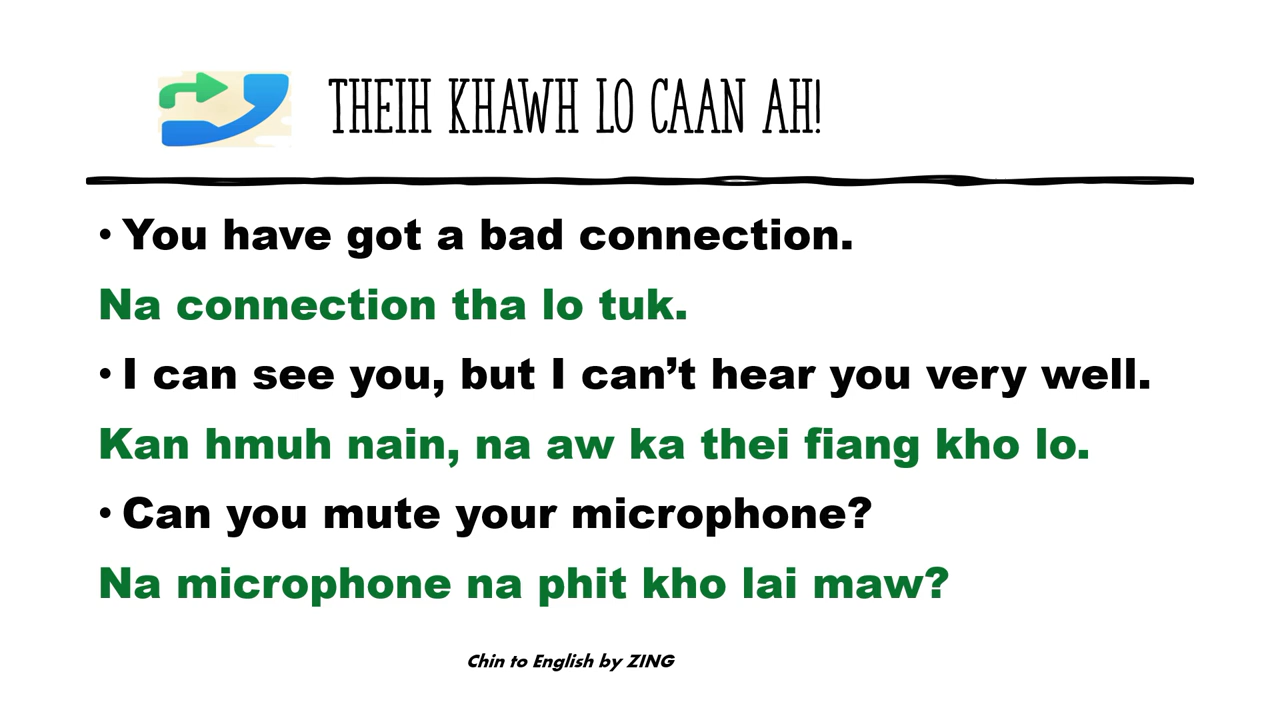 THEIH KHAWH LO CAAN AH!
• You have got a bad connection.
Na connection tha lo tuk.
• I can see you, but I can’t hear you very well.
Kan hmuh nain, na aw ka thei fiang kho lo.
• Can you mute your microphone?
Na microphone na phit kho lai maw?
Chin to English by ZING